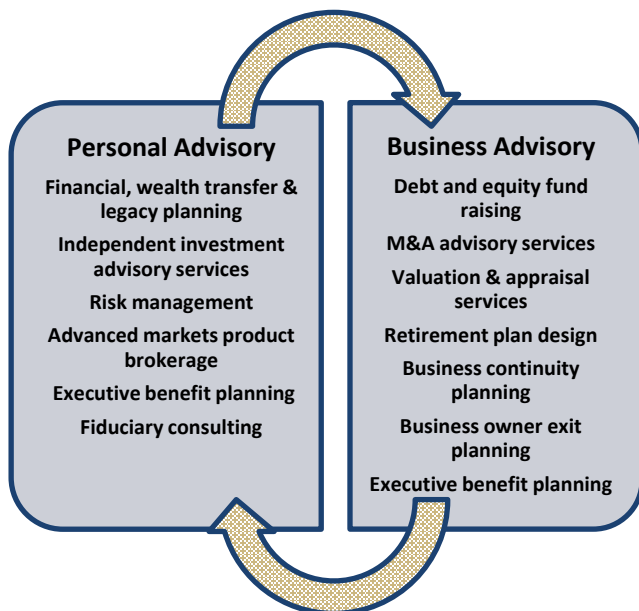 Personal Advisory
Financial, wealth transfer &
legacy planning
Independent investment
advisory services
Risk management
Advanced markets product
brokerage
Executive benefit planning
Fiduciary consulting
Business Advisory
Debt and equity fund
raising
M&A advisory services
Valuation & appraisal
services
Retirement plan design
Business continuity
planning
Business owner exit
planning
Executive benefit planning